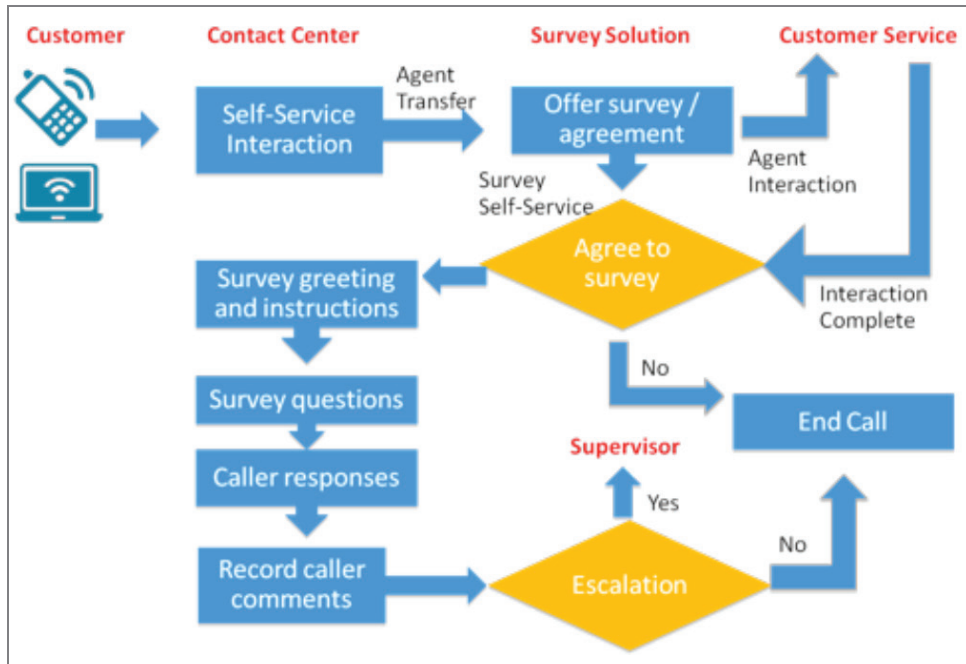 Customer
Contact Center
Survey Solution
Customer Service
Agent
Transfer
Self-Service
Interaction
Offer survey /
agreement
Agent
Interaction
Survey
Self-Service
Agree to
survey
Survey greeting
and instructions
Interaction
Complete
No
Survey questions
End Call
Supervisor
Caller responses
Yes
No
Record caller
comments
Escalation